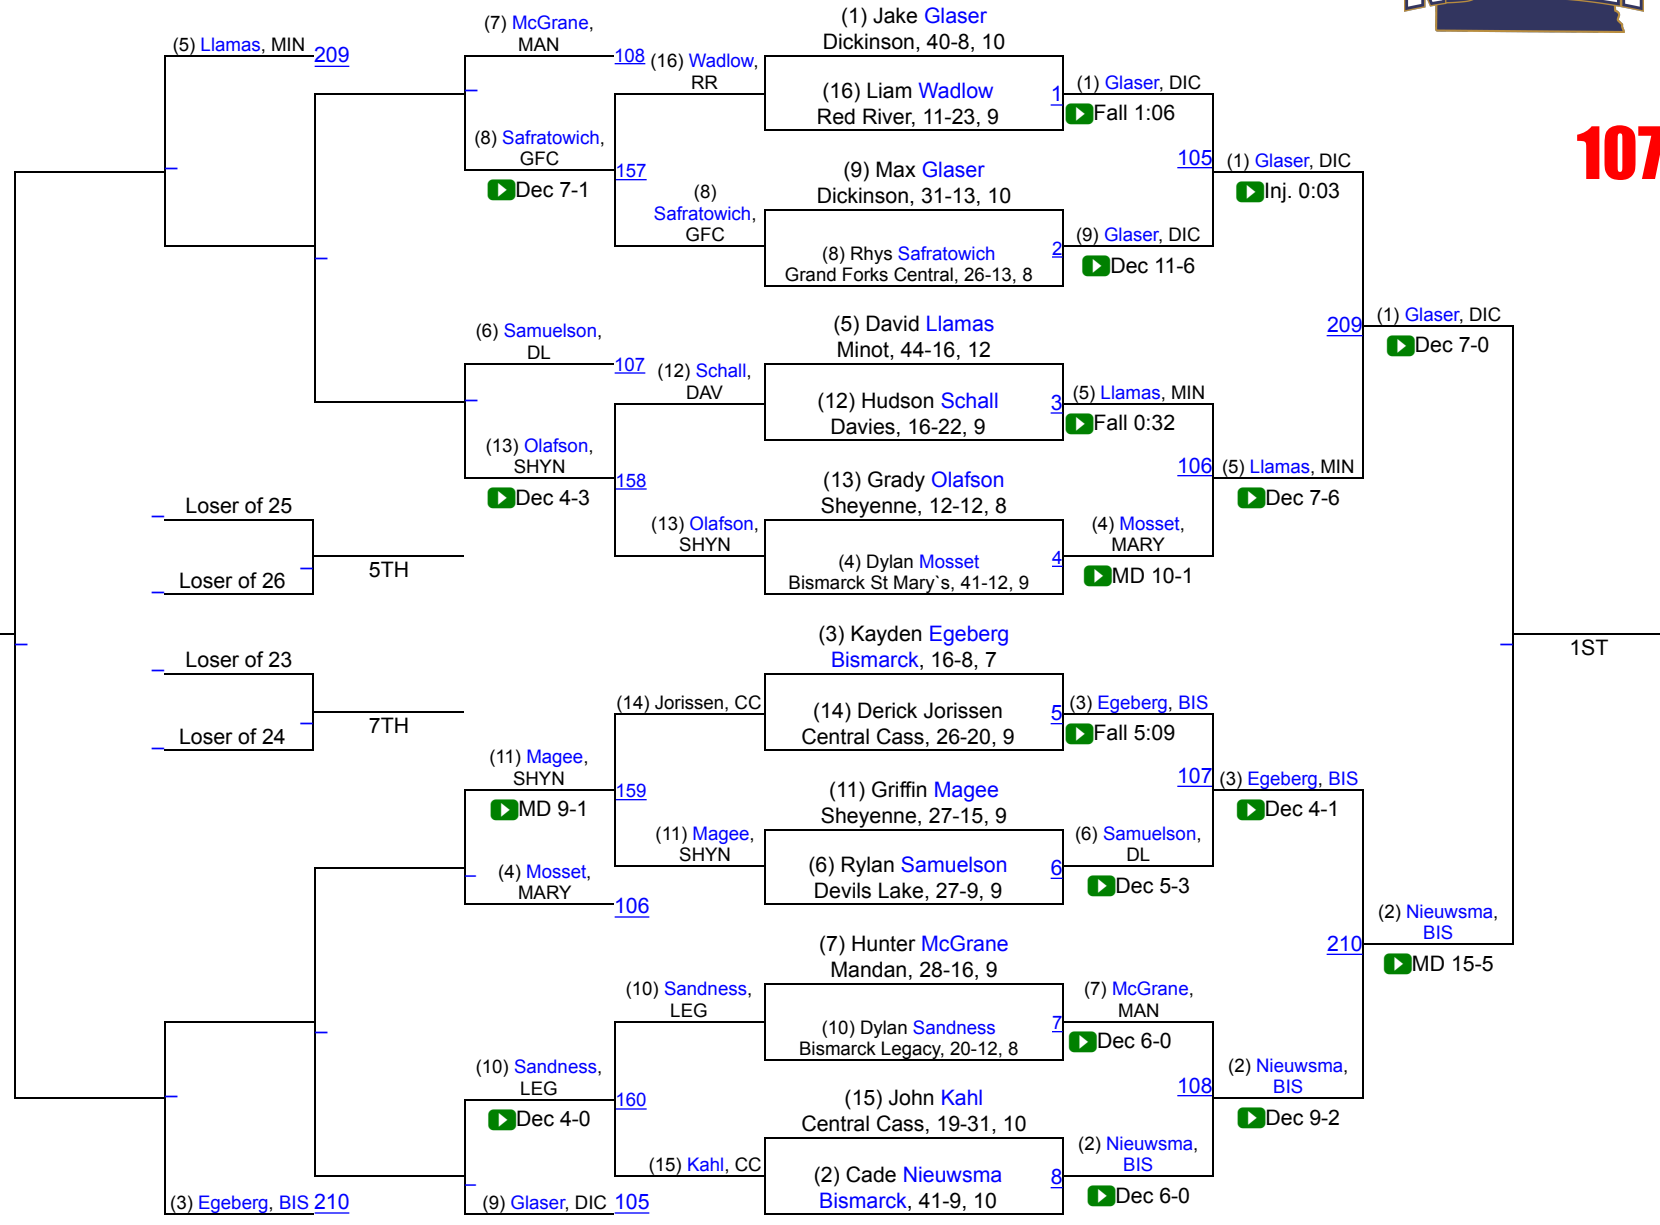 (5) Llamas, MIN 209
(7) McGrane,
MAN
108
(16) Wadlow,
RR
(8) Safratowich,
GFC
Dec 7-1
157
(8)
Safratowich,
GFC
(6) Samuelson,
DL
107
(12) Schall,
DAV
(13) Olafson,
SHYN
Dec 4-3
158
(13) Olafson,
SHYN
Loser of 25
Loser of 26
5TH
Loser of 23
Loser of 24
7TH
(14) Jorissen, CC
(11) Magee,
SHYN
MD 9-1
159
(11) Magee,
SHYN
(4) Mosset,
MARY
106
(10) Sandness,
LEG
(10) Sandness,
LEG
Dec 4-0
160
(15) Kahl, CC
(3) Egeberg, BIS 210
(9) Glaser, DIC 105
(1) Jake Glaser
Dickinson, 40-8, 10
(16) Liam Wadlow
Red River, 11-23, 9
1
(9) Max Glaser
Dickinson, 31-13, 10
(8) Rhys Safratowich
Grand Forks Central, 26-13, 8
2
(5) David Llamas
Minot, 44-16, 12
(12) Hudson Schall
Davies, 16-22, 9
3
(13) Grady Olafson
Sheyenne, 12-12, 8
(4) Dylan Mosset
Bismarck St Mary`s, 41-12, 9
4
(3) Kayden Egeberg
Bismarck, 16-8, 7
(14) Derick Jorissen
Central Cass, 26-20, 9
5
(11) Griffin Magee
Sheyenne, 27-15, 9
(6) Rylan Samuelson
Devils Lake, 27-9, 9
6
(7) Hunter McGrane
Mandan, 28-16, 9
(10) Dylan Sandness
Bismarck Legacy, 20-12, 8
7
(15) John Kahl
Central Cass, 19-31, 10
(2) Cade Nieuwsma
Bismarck, 41-9, 10
8
(1) Glaser, DIC
Fall 1:06
105
(9) Glaser, DIC
Dec 11-6
(5) Llamas, MIN
Fall 0:32
106
(4) Mosset,
MARY
MD 10-1
(3) Egeberg, BIS
Fall 5:09
107
(6) Samuelson,
DL
Dec 5-3
(7) McGrane,
MAN
Dec 6-0
108
(2) Nieuwsma,
BIS
Dec 6-0
(1) Glaser, DIC
Inj. 0:03
209
(5) Llamas, MIN
Dec 7-6
(3) Egeberg, BIS
Dec 4-1
210
(2) Nieuwsma,
BIS
Dec 9-2
(1) Glaser, DIC
Dec 7-0
(2) Nieuwsma,
BIS
MD 15-5
1ST
107